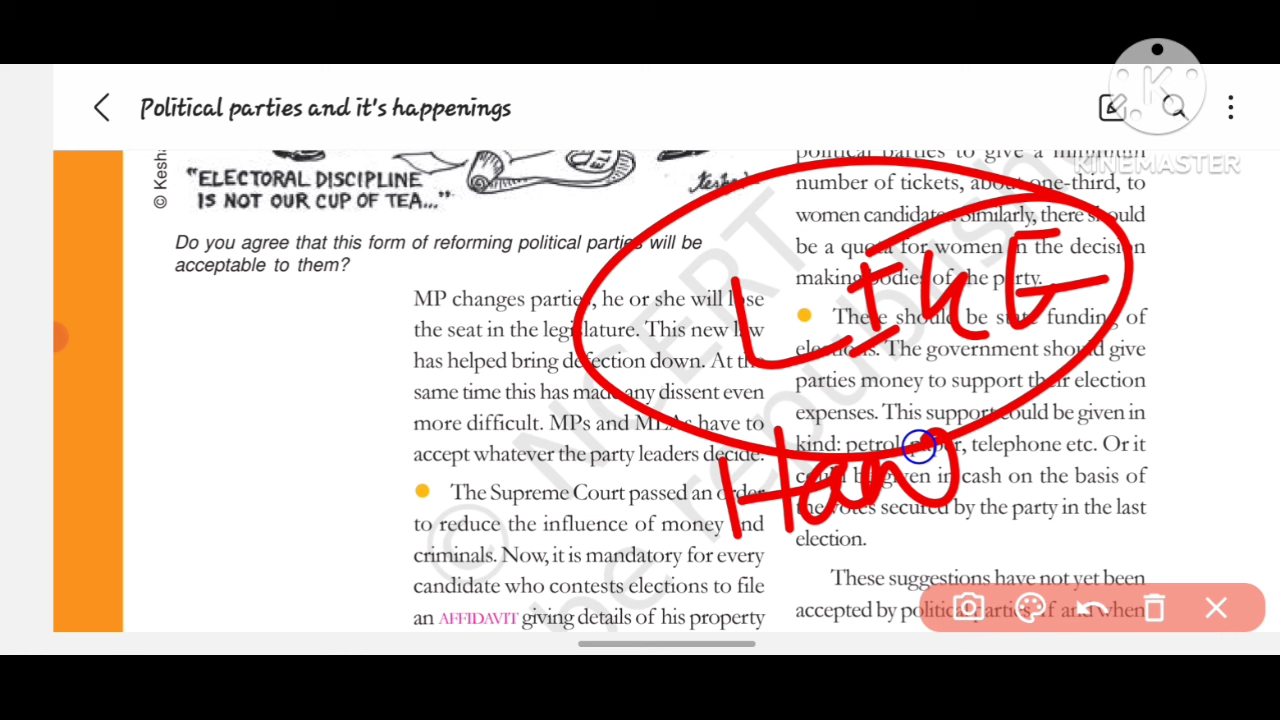 Political parties and it's happenings
KINEMASTER
© Kesha
"ELECTORAL DISCIPLINE
IS NOT OUR CUP OF TEA..."
Do you agree that this form of reforming political parties will be
acceptable to them?
MP changes parties, he or she will lose
the seat in the legislature. This new law
has helped bring defection down. At the
same time this has made any dissent even
more difficult. MPs and MLAs have to
accept whatever the party leaders decide.
The Supreme Court passed an order
to reduce the influence of money and
criminals. Now, it is mandatory for every
candidate who contests elections to file
an AFFIDAVIT giving details of his property
political parties to give a minimum
number of tickets, about one-third, to
women candidates. Similarly, there should
be a quota for women in the decision
making bodies of the party.
There should be state funding of
elections. The government should give
parties money to support their election
expenses. This support could be given in
kind: petrol, paper, telephone etc. Or it
could be given in cash on the basis of
the votes secured by the party in the last
election.
These suggestions have not yet been
accepted by political parties. If and when
LIKE
© NCERT
be republish